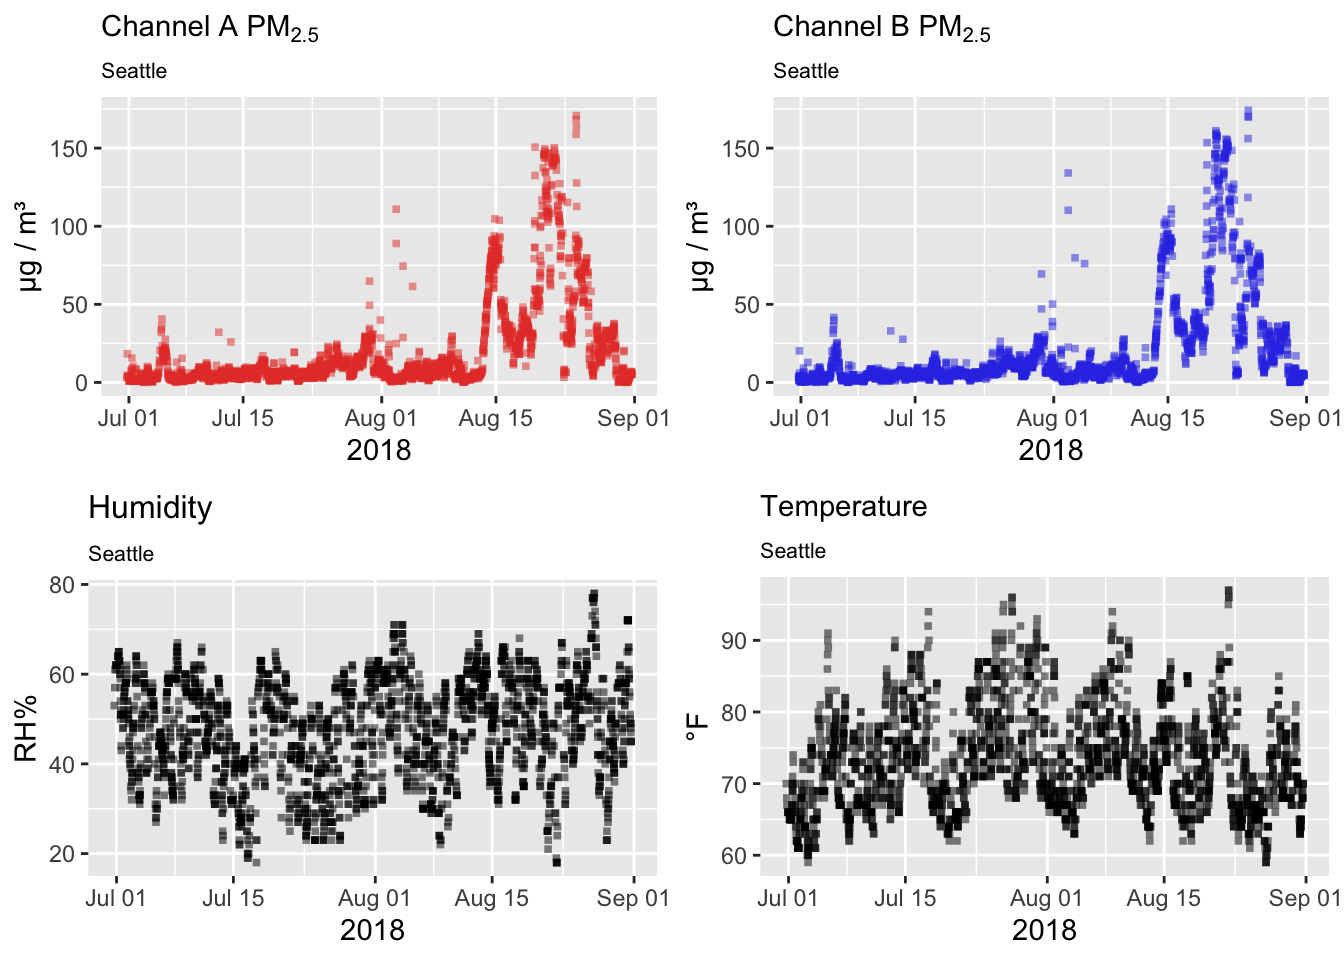 Channel A PM2.5
Seattle
µg / m³
150
100
50
0
Jul 01
Jul 15
Aug 01
Aug 15
Sep 01
2018
Channel B PM2.5
Seattle
µg / m³
150
100
50
0
Jul 01
Jul 15
Aug 01
Aug 15
Sep 01
2018
Humidity
Seattle
RH%
80
60
40
20
Jul 01
Jul 15
Aug 01
Aug 15
Sep 01
2018
Temperature
Seattle
°F
90
80
70
60
Jul 01
Jul 15
Aug 01
Aug 15
Sep 01
2018